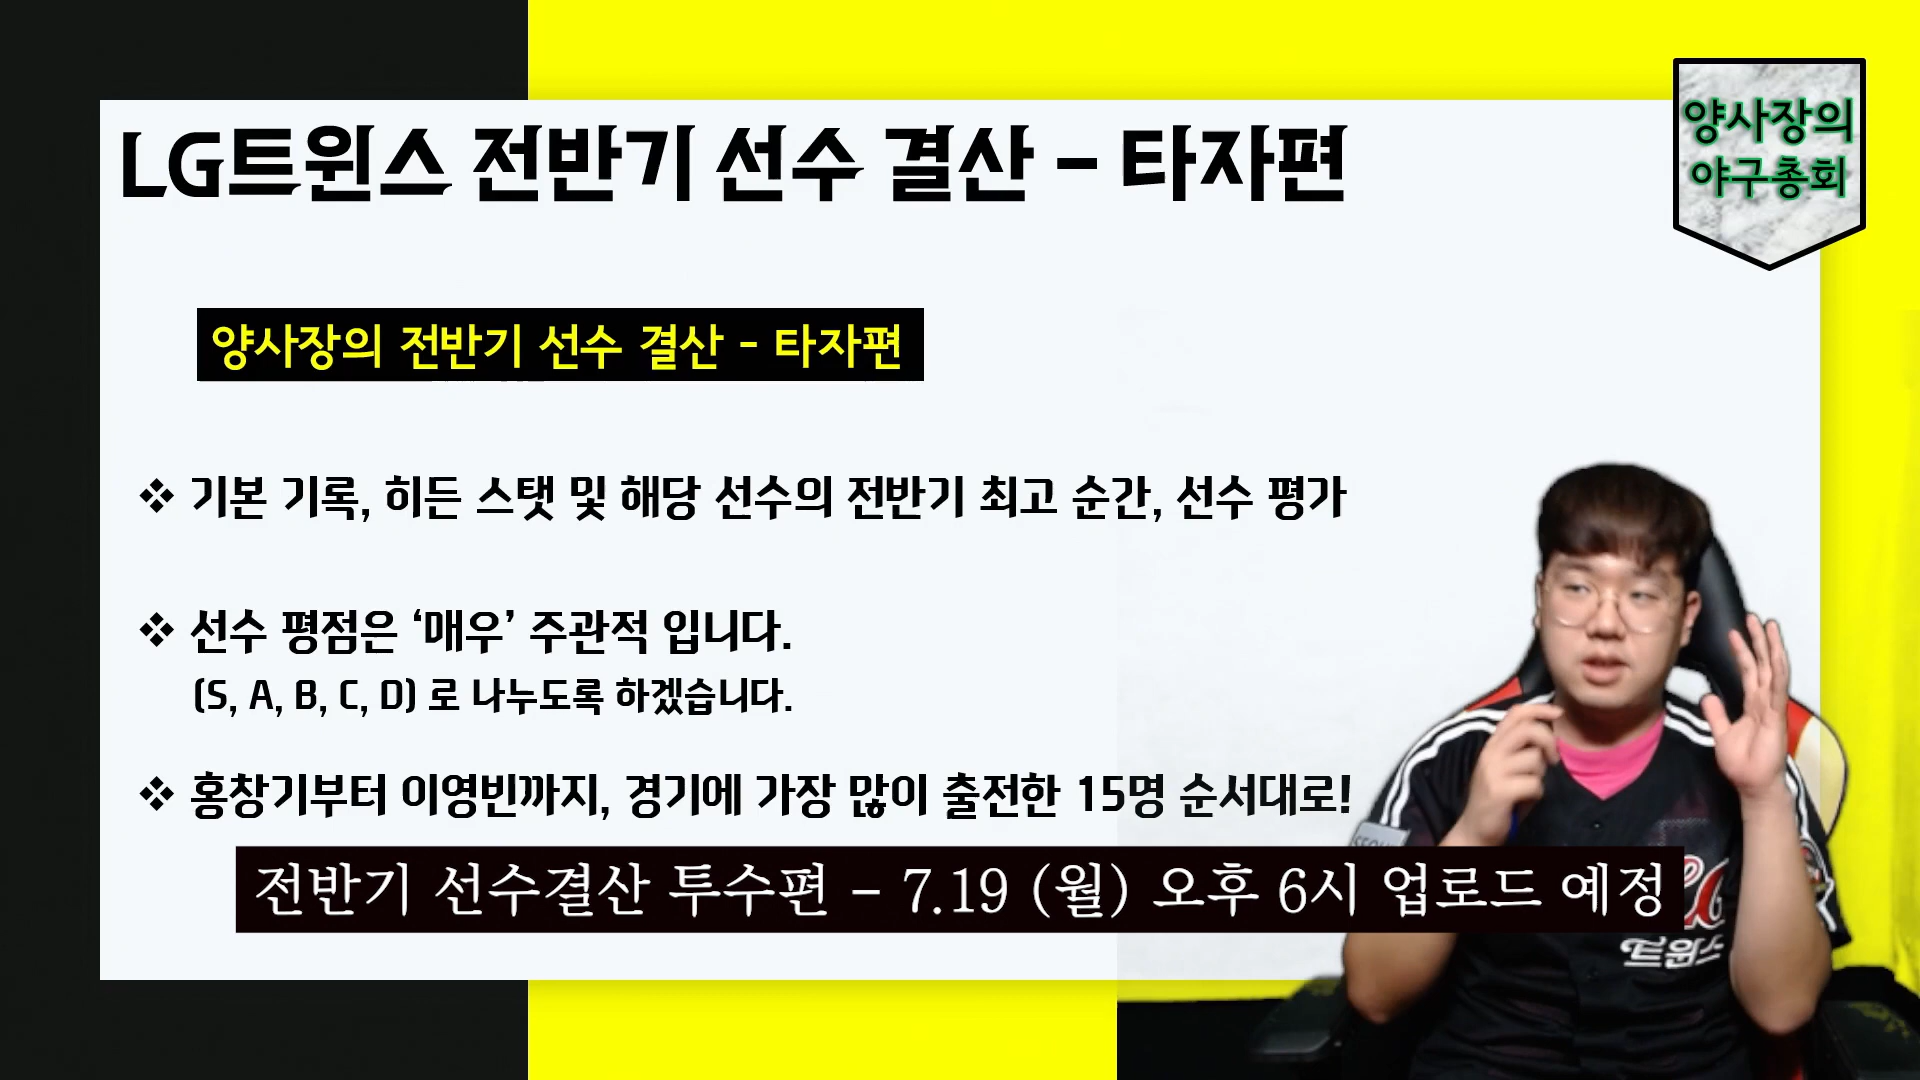 LG트윈스 전반기 선수 결산 - 타자편
양사장의
야구총회
양사장의 전반기 선수 결산 - 타자편
❖ 기본 기록, 히든 스탯 및 해당 선수의 전반기 최고 순간, 선수 평가
❖ 선수 평점은 ‘매우’ 주관적 입니다.
(S, A, B, C, D) 로 나누도록 하겠습니다.
❖ 홍창기부터 이영빈까지, 경기에 가장 많이 출전한 15명 순서대로!
전반기 선수결산 투수편 - 7.19 (월) 오후 6시 업로드 예정
트윈스